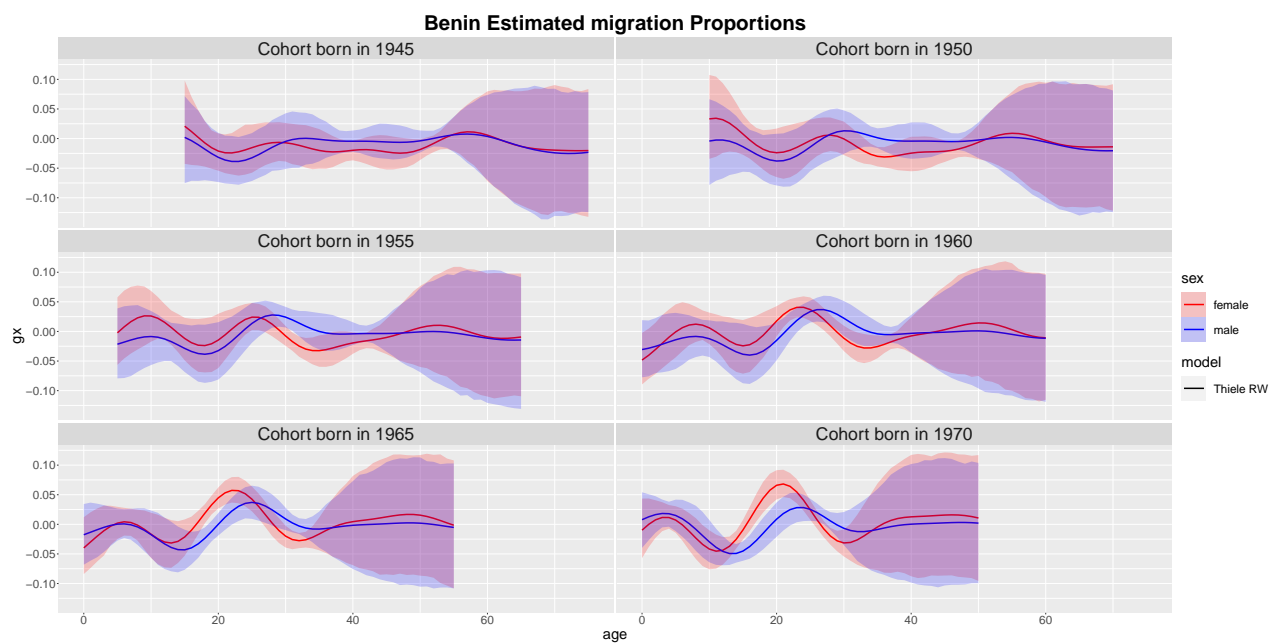 Benin Estimated migration Proportions
Cohort born in 1945
Cohort born in 1950
0.10
0.05
0.00
−0.05
−0.10
Cohort born in 1955
Cohort born in 1960
0.10
0.05
0.00
−0.05
−0.10
Cohort born in 1965
Cohort born in 1970
0.10
0.05
0.00
−0.05
−0.10
0 20 40 60 0 20 40 60
age
gx
sex
female
male
model
Thiele RW